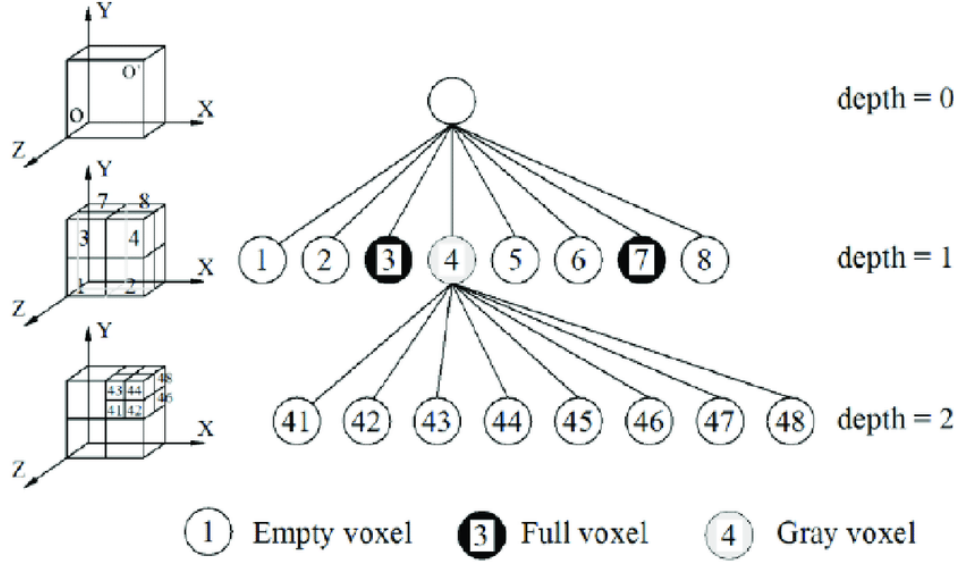 Y
O'
O
X
Z
depth = 0
Y
7 8
3 4
1 2
X
Z
1 2 3 4 5 6 7 8
depth = 1
Y
48
43 44
46
41 42
X
Z
41 42 43 44 45 46 47 48
depth = 2
1 Empty voxel 3 Full voxel 4 Gray voxel